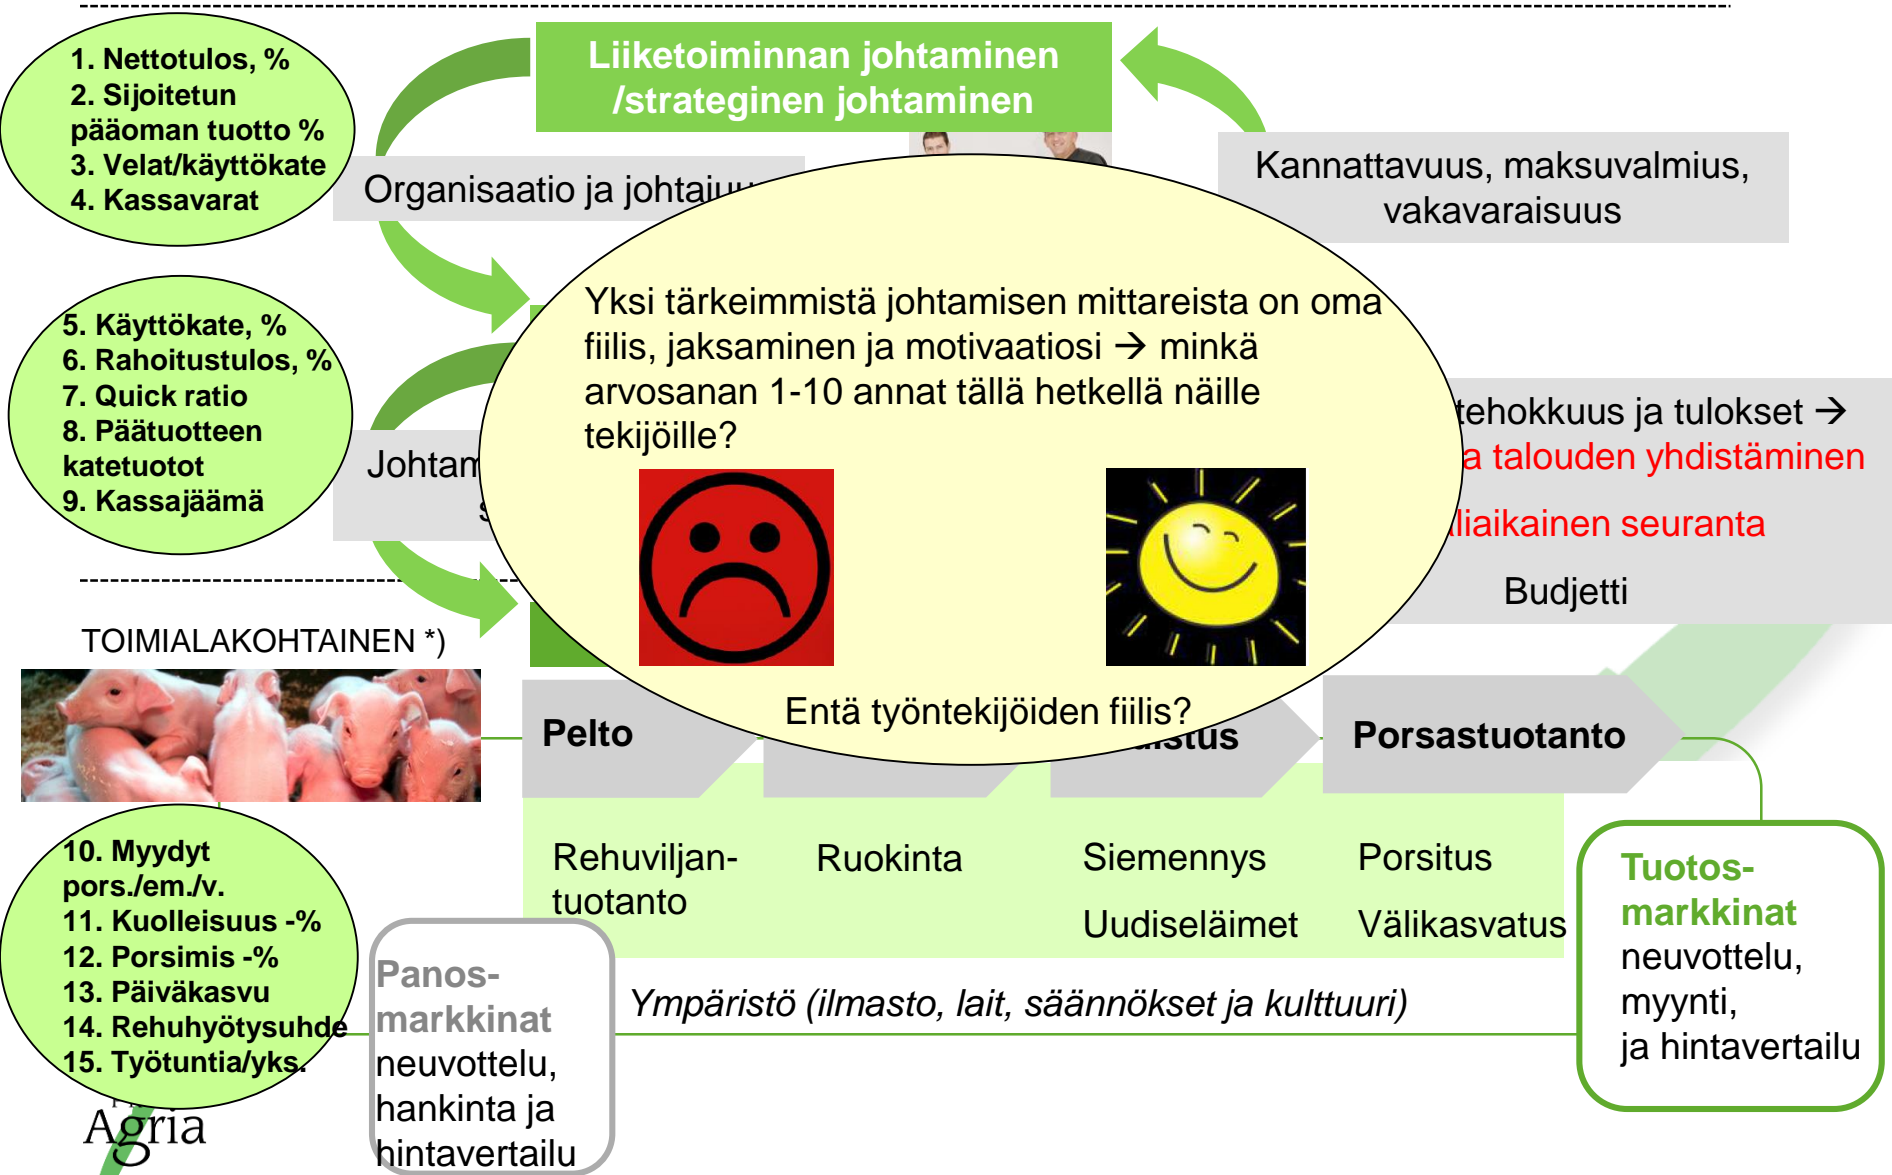 1. Nettotulos, %
2. Sijoitetun
pääoman tuotto %
3. Velat/käyttökate
4. Kassavarat
Liiketoiminnan johtaminen
/strateginen johtaminen
Organisaatio ja
Kannattavuus, maksuvalmius,
vakavaraisuus
5. Käyttökate, %
6. Rahoitustulos, %
7. Quick ratio
8. Päätuotteen
katetuotot
9. Kassajäämä
Yksi tärkeimmistä johtamisen mittareista on oma
fiilis, jaksaminen ja motivaatiosi → minkä
arvosanan 1-10 annat tällä hetkellä näille
tekijöille?
Entä työntekijöiden fiilis?
tehokkuus ja tulokset →
a talouden yhdistäminen
liaikainen seuranta
Budjetti
TOIMIALAKOHTAINEN *)
Pelto
Porsastuotanto
Rehuviljan-
tuotanto
Ruokinta
Siemennys
Uudiseläimet
Porsitus
Välikasvatus
10. Myydyt
pors./em./v.
11. Kuolleisuus -%
12. Porsimis -%
13. Päiväkasvu
14. Rehuhyötysuhde
15. Työtuntia/yks.
Panos-
markkinat
neuvottelu,
hankinta ja
hintavertailu
Ympäristö (ilmasto, lait, säännökset ja kulttuuri)
Tuotos-
markkinat
neuvottelu,
myynti,
ja hintavertailu
Agria